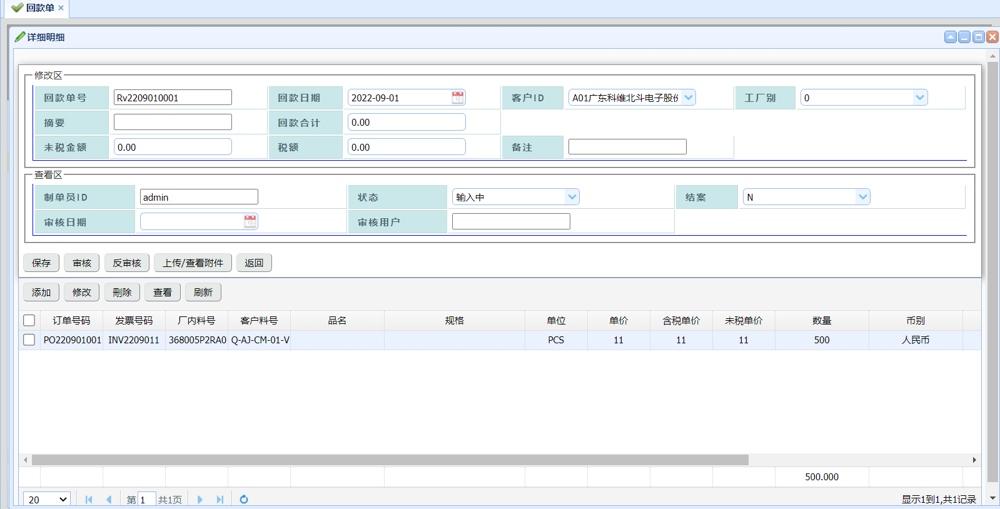 回款单
详细明细
修改区
回款单号 Rv2209010001 回款日期 2022-09-01 客户ID A01广东科维北斗电子股份 工厂别 0
摘要 回款合计 0.00
未税金额 0.00 税额 0.00 备注
查看区
制单员ID admin 状态 输入中 结案 N
审核日期 审核用户
保存 审核 反审核 上传/查看附件 返回
添加 修改 刪除 查看 刷新
订单号码 发票号码 厂内料号 客户料号 品名 规格 单位 单价 含税单价 未税单价 数量 币别
PO220901001 INV2209011 368005P2RA0 Q-AJ-CM-01-V PCS 11 11 11 500 人民币
500.000
20 第 1 共1页 显示1到1,共1记录